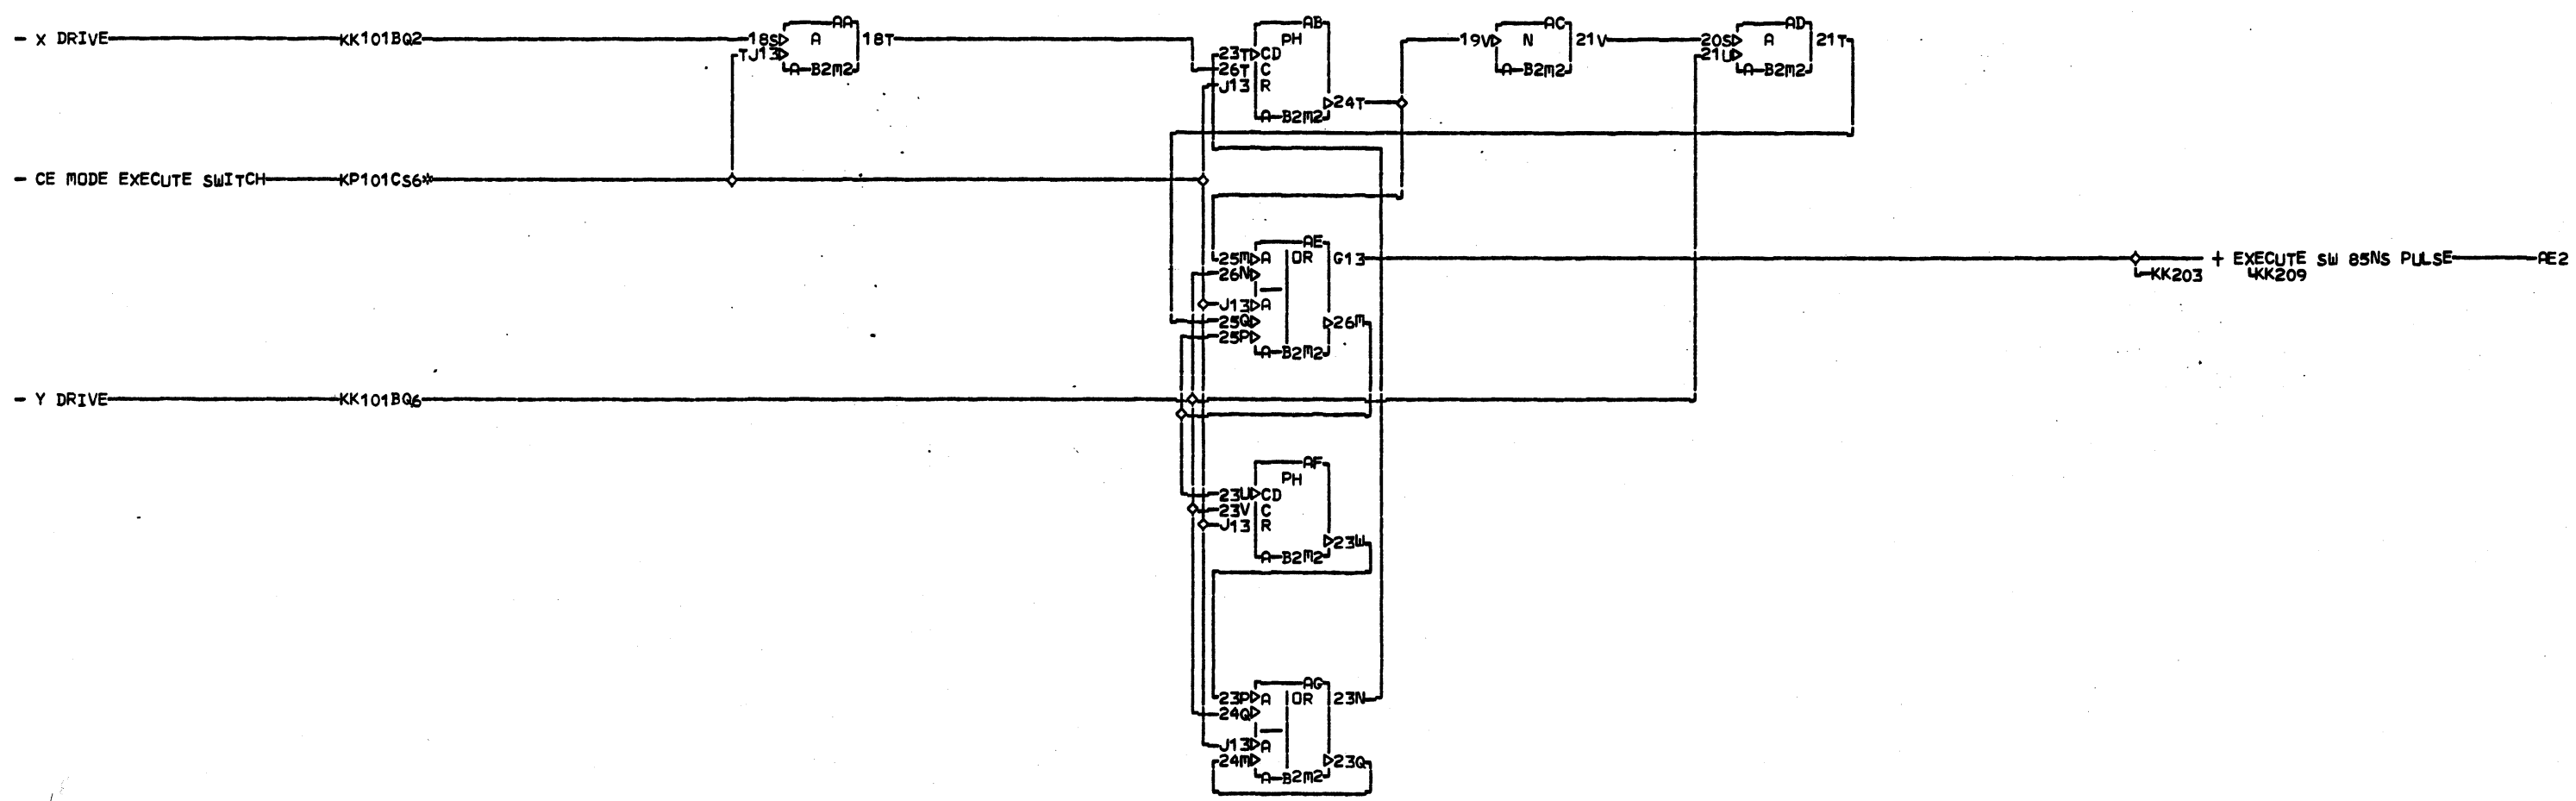 - X DRIVE KK101BQ2 18S TJ13 AA A A B2M2 18T
23T 26T J13 AB PH CD C R A B2M2 24T
19V AC N A B2M2 21V
20S 21U AD A A B2M2 21T
- CE MODE EXECUTE SWITCH KP101CS6*
25M 26N J13 25Q 25P AE A OR A A B2M2 G13 26M
+ EXECUTE SW 85NS PULSE AE2
KK203 KK209
- Y DRIVE KK101BQ6
23U 23V J13 AF PH CD C R A B2M2 23W
23P 24Q J13 24M AG A OR A A B2M2 23N 23Q